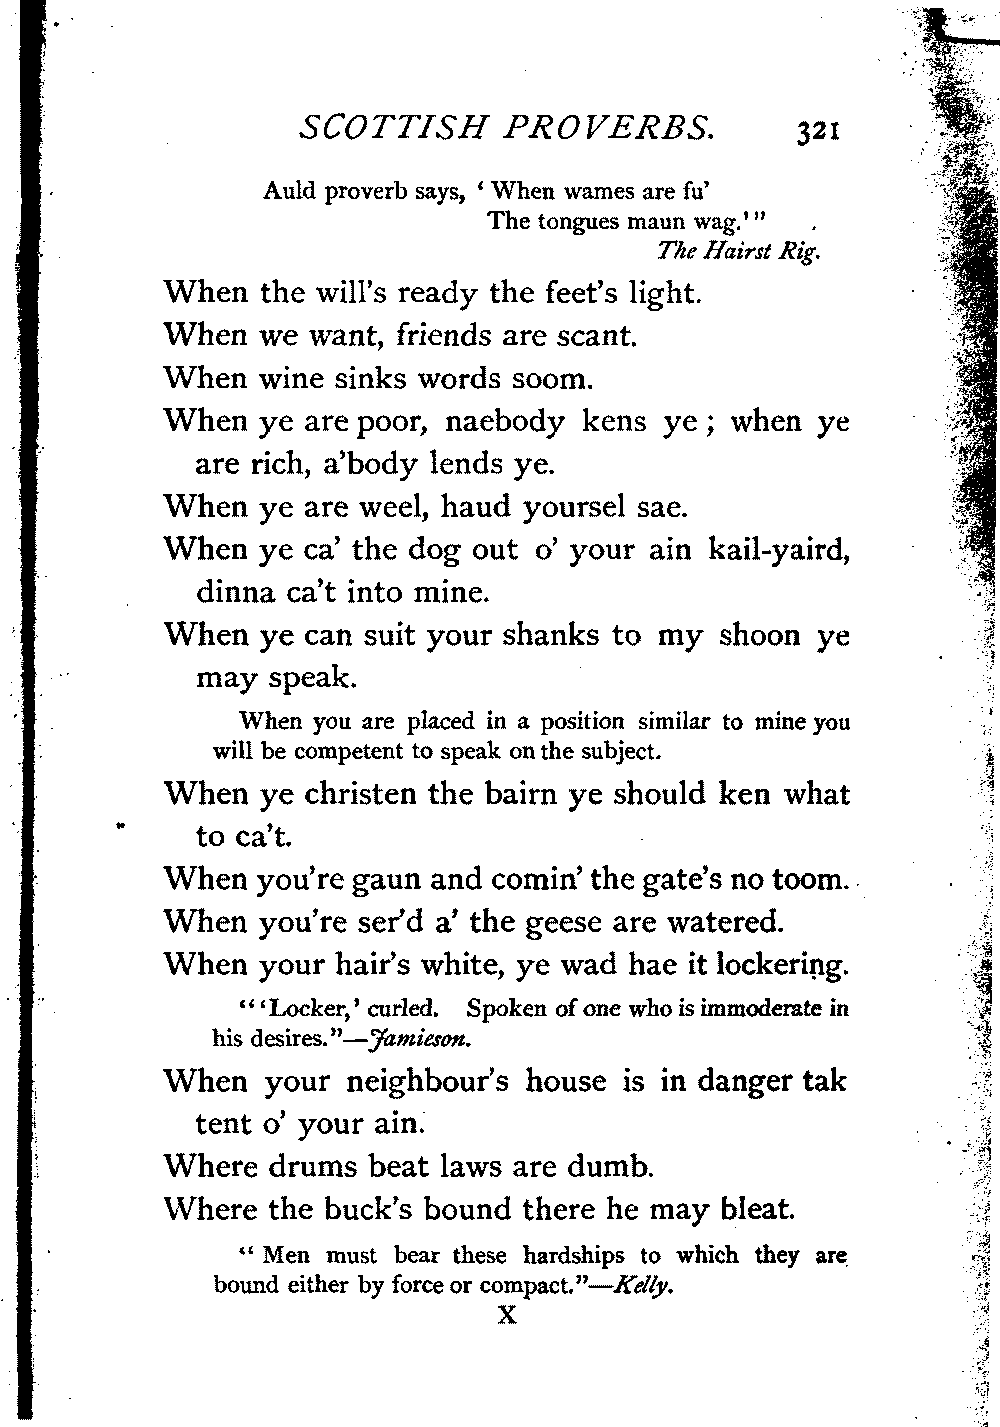 SCOTTISH PROVERBS. 321
Auld proverb says, ‘ When wames are fu’
The tongues maun wag.’”
The Hairst Rig.
When the will’s ready the feet’s light.
When we want, friends are scant.
When wine sinks words soom.
When ye are poor, naebody kens ye ; when ye
are rich, a’body lends ye.
When ye are weel, haud yoursel sae.
When ye ca’ the dog out o’ your ain kail-yaird,
dinna ca’t into mine.
When ye can suit your shanks to my shoon ye
may speak.
When you are placed in a position similar to mine you
will be competent to speak on the subject.
When ye christen the bairn ye should ken what
to ca’t.
When you’re gaun and comin’ the gate’s no toom.
When you’re ser’d a’ the geese are watered.
When your hair’s white, ye wad hae it lockering.
“‘Locker,’ curled. Spoken of one who is immoderate in
his desires.”—Jamieson.
When your neighbour’s house is in danger tak
tent o’ your ain.
Where drums beat laws are dumb.
Where the buck’s bound there he may bleat.
“ Men must bear these hardships to which they are
bound either by force or compact.”—Kelly.
X